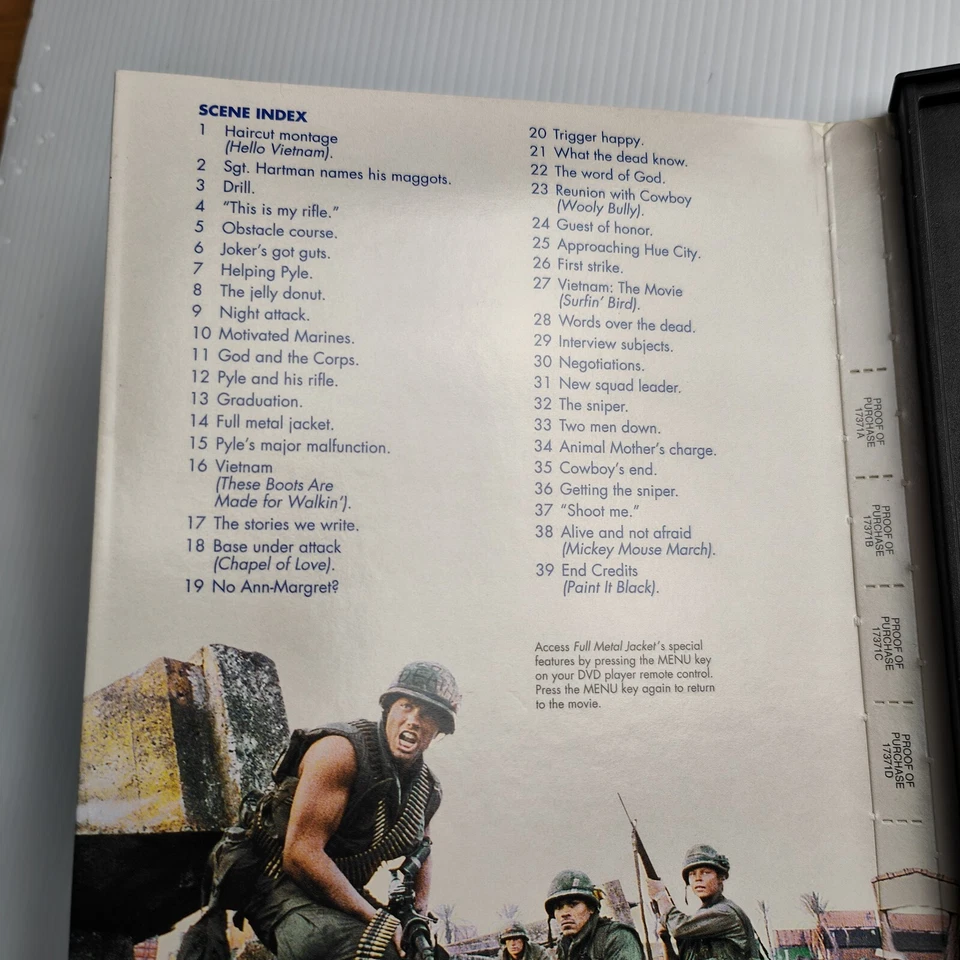 SCENE INDEX
1 Haircut montage
(Hello Vietnam).
2 Sgt. Hartman names his maggots.
3 Drill.
4 "This is my rifle."
5 Obstacle course.
6 Joker's got guts.
7 Helping Pyle.
8 The jelly donut.
9 Night attack.
10 Motivated Marines.
11 God and the Corps.
12 Pyle and his rifle.
13 Graduation.
14 Full metal jacket.
15 Pyle's major malfunction.
16 Vietnam
(These Boots Are
Made for Walkin').
17 The stories we write.
18 Base under attack
(Chapel of Love).
19 No Ann-Margret?
20 Trigger happy.
21 What the dead know.
22 The word of God.
23 Reunion with Cowboy
(Wooly Bully).
24 Guest of honor.
25 Approaching Hue City.
26 First strike.
27 Vietnam: The Movie
(Surfin' Bird).
28 Words over the dead.
29 Interview subjects.
30 Negotiations.
31 New squad leader.
32 The sniper.
33 Two men down.
34 Animal Mother's charge.
35 Cowboy's end.
36 Getting the sniper.
37 "Shoot me."
38 Alive and not afraid
(Mickey Mouse March).
39 End Credits
(Paint It Black).
Access Full Metal Jacket's special
features by pressing the MENU key
on your DVD player remote control.
Press the MENU key again to return
to the movie.
PROOF OF
PURCHASE
17371A
PROOF OF
PURCHASE
17371B
PROOF OF
PURCHASE
17371C
PROOF OF
PURCHASE
17371D